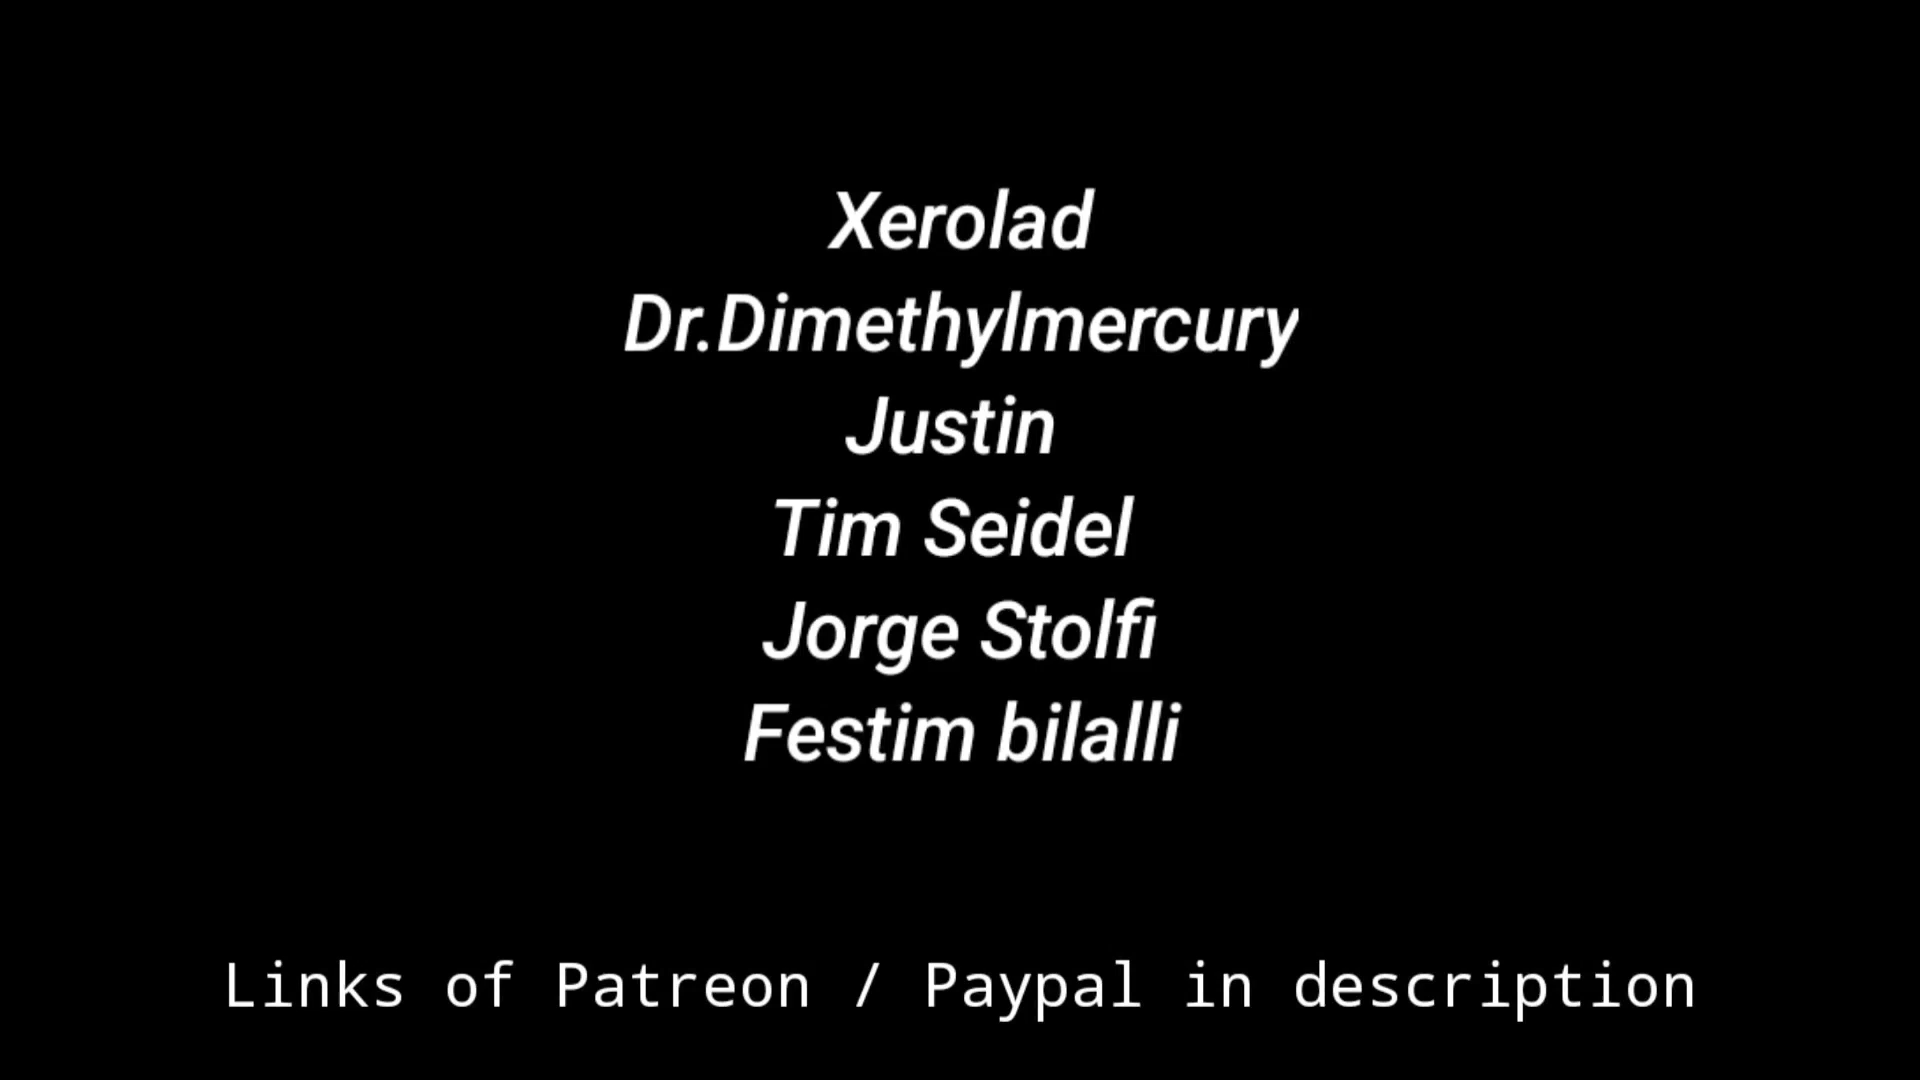 Xerolad
Dr.Dimethylmercury
Justin
Tim Seidel
Jorge Stolfi
Festim bilalli
Links of Patreon / Paypal in description